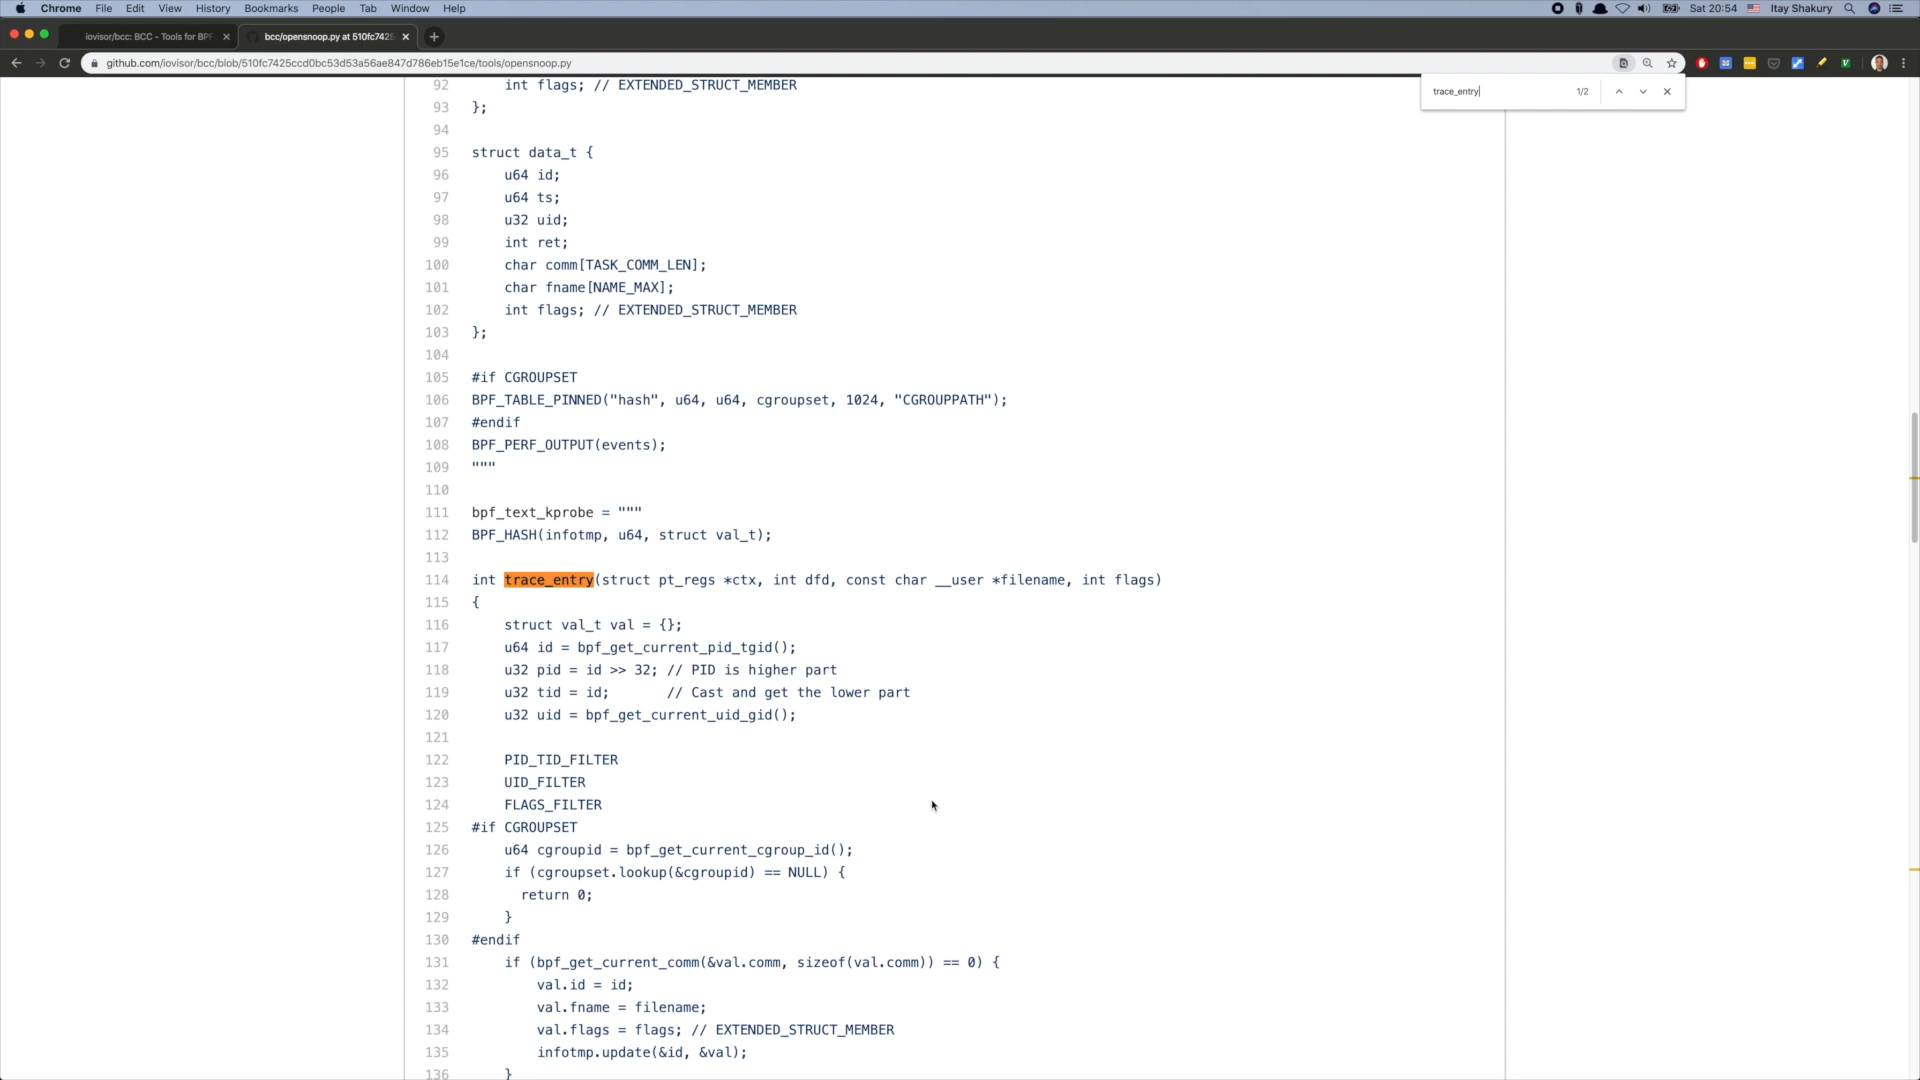 Chrome File Edit View History Bookmarks People Tab Window Help Sat 20:54 Itay Shakury
iovisor/bcc: BCC - Tools for BPF bcc/opensnoop.py at 510fc7425
github.com/iovisor/bcc/blob/510fc7425ccd0bc53d53a56ae847d786eb15e1ce/tools/opensnoop.py
trace_entry 1/2
92 int flags; // EXTENDED_STRUCT_MEMBER
93 };
94
95 struct data_t {
96 u64 id;
97 u64 ts;
98 u32 uid;
99 int ret;
100 char comm[TASK_COMM_LEN];
101 char fname[NAME_MAX];
102 int flags; // EXTENDED_STRUCT_MEMBER
103 };
104
105 #if CGROUPSET
106 BPF_TABLE_PINNED("hash", u64, u64, cgroupset, 1024, "CGROUPPATH");
107 #endif
108 BPF_PERF_OUTPUT(events);
109 """
110
111 bpf_text_kprobe = """
112 BPF_HASH(infotmp, u64, struct val_t);
113
114 int trace_entry(struct pt_regs *ctx, int dfd, const char __user *filename, int flags)
115 {
116 struct val_t val = {};
117 u64 id = bpf_get_current_pid_tgid();
118 u32 pid = id >> 32; // PID is higher part
119 u32 tid = id; // Cast and get the lower part
120 u32 uid = bpf_get_current_uid_gid();
121
122 PID_TID_FILTER
123 UID_FILTER
124 FLAGS_FILTER
125 #if CGROUPSET
126 u64 cgroupid = bpf_get_current_cgroup_id();
127 if (cgroupset.lookup(&cgroupid) == NULL) {
128 return 0;
129 }
130 #endif
131 if (bpf_get_current_comm(&val.comm, sizeof(val.comm)) == 0) {
132 val.id = id;
133 val.fname = filename;
134 val.flags = flags; // EXTENDED_STRUCT_MEMBER
135 infotmp.update(&id, &val);
136 }